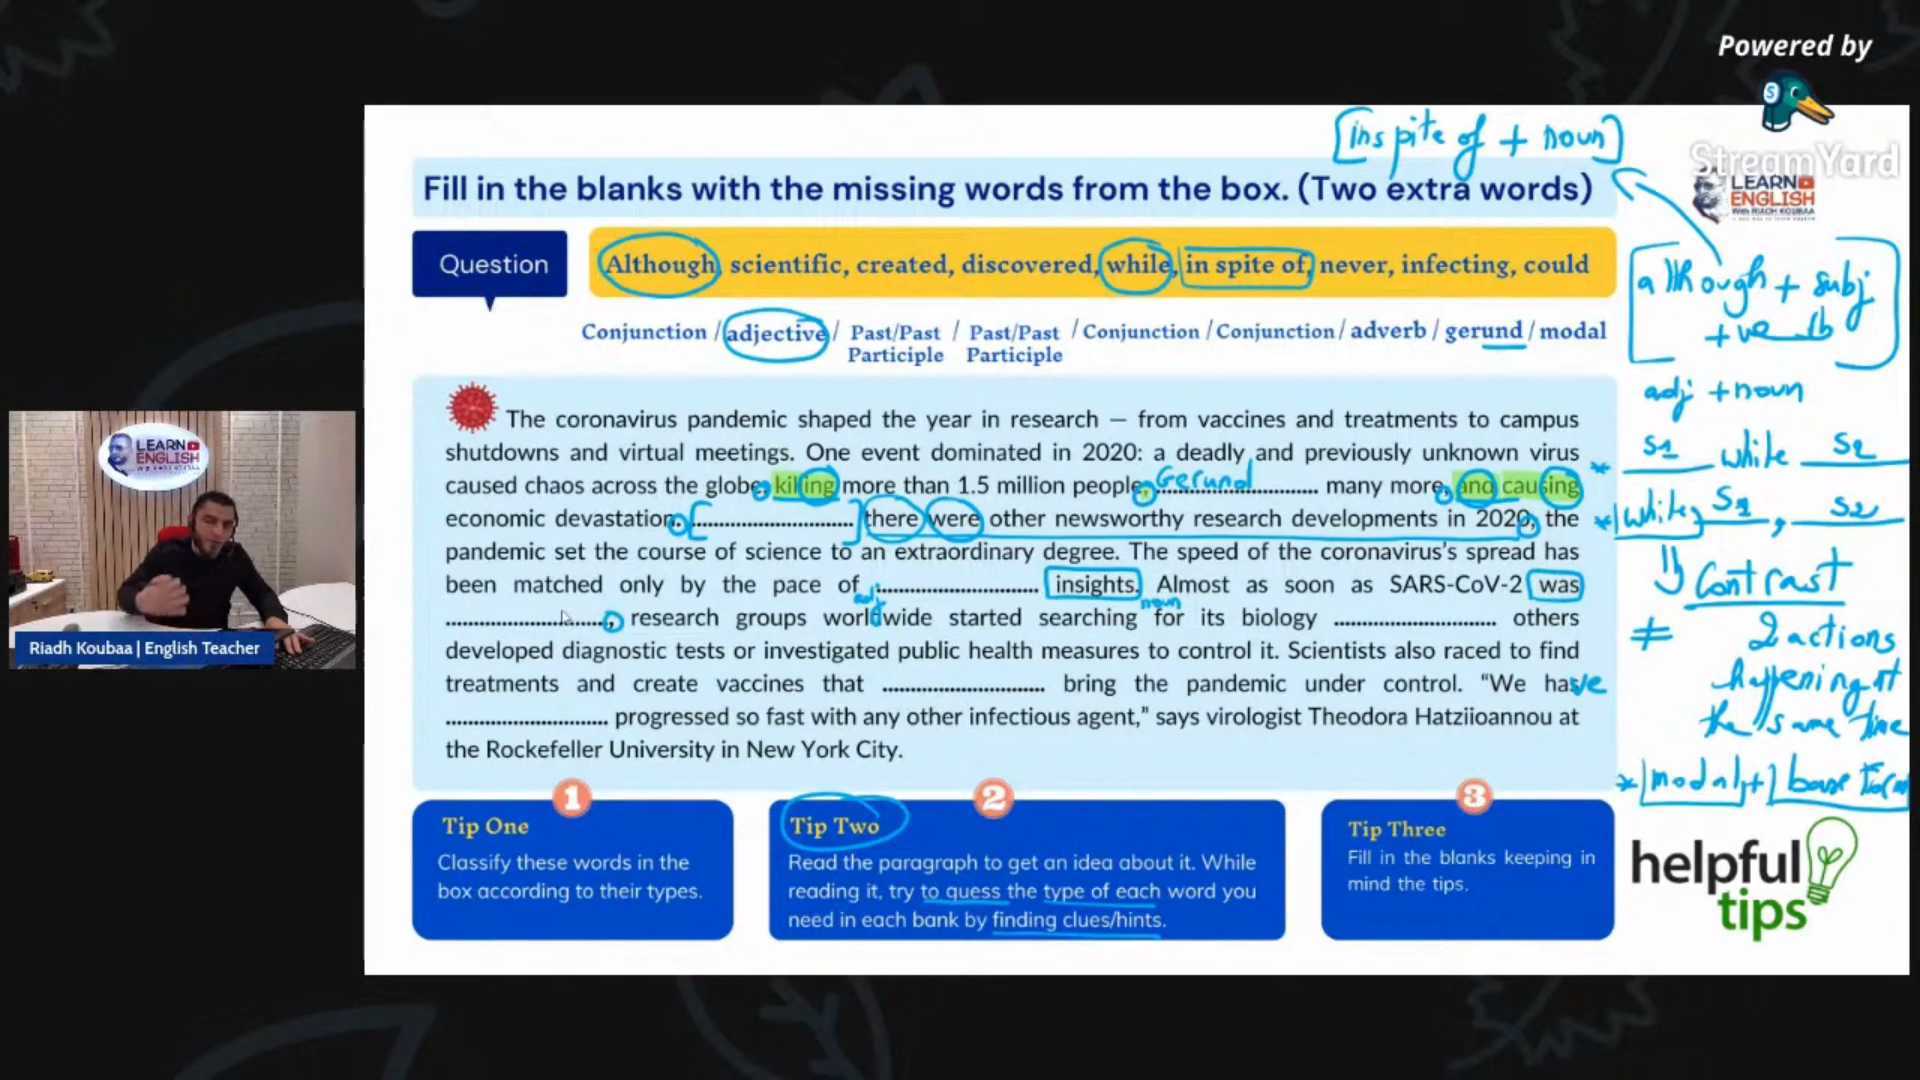 Powered by
StreamYard
[ins pite of + noun]
Fill in the blanks with the missing words from the box. (Two extra words)
LEARN
ENGLISH
With RIADH KOUBAA
Question
Although, scientific, created, discovered, while, in spite of, never, infecting, could
although + subj
+ verb
Conjunction / adjective / Past/Past / Past/Past / Conjunction / Conjunction / adverb / gerund / modal
Participle Participle
adj + noun
The coronavirus pandemic shaped the year in research — from vaccines and treatments to campus
shutdowns and virtual meetings. One event dominated in 2020: a deadly and previously unknown virus
S1 while S2
caused chaos across the globe, killing more than 1.5 million people, Gerund .......................... many more, and causing
economic devastation. .......................... there were other newsworthy research developments in 2020, the
while, S1, S2
pandemic set the course of science to an extraordinary degree. The speed of the coronavirus's spread has
been matched only by the pace of .......................... insights. Almost as soon as SARS-CoV-2 was
adj noun
Contrast
.........................., research groups worldwide started searching for its biology .......................... others
≠ 2 actions
developed diagnostic tests or investigated public health measures to control it. Scientists also raced to find
treatments and create vaccines that .......................... bring the pandemic under control. “We have
happening at
.......................... progressed so fast with any other infectious agent,” says virologist Theodora Hatziioannou at
the same time
the Rockefeller University in New York City.
* modal + base form
LEARN
ENGLISH
Riadh Koubaa | English Teacher
1
Tip One
Classify these words in the
box according to their types.
2
Tip Two
Read the paragraph to get an idea about it. While
reading it, try to quess the type of each word you
need in each bank by finding clues/hints.
3
Tip Three
Fill in the blanks keeping in
mind the tips.
helpful
tips